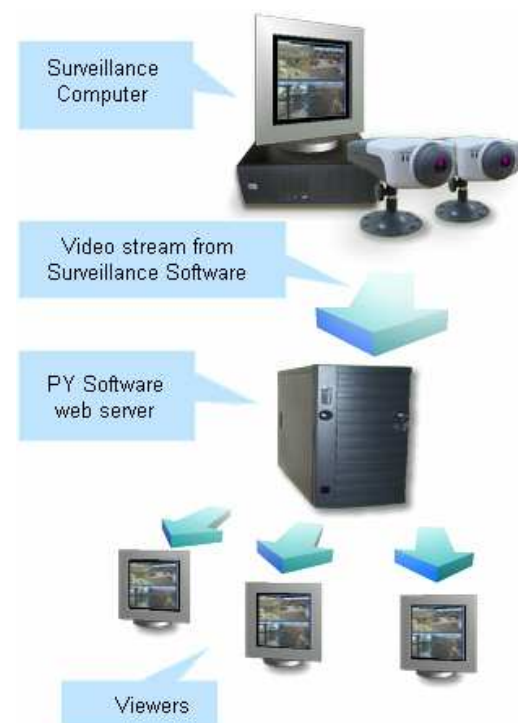 Surveillance
Computer
Video stream from
Surveillance Software
PY Software
web server
Viewers